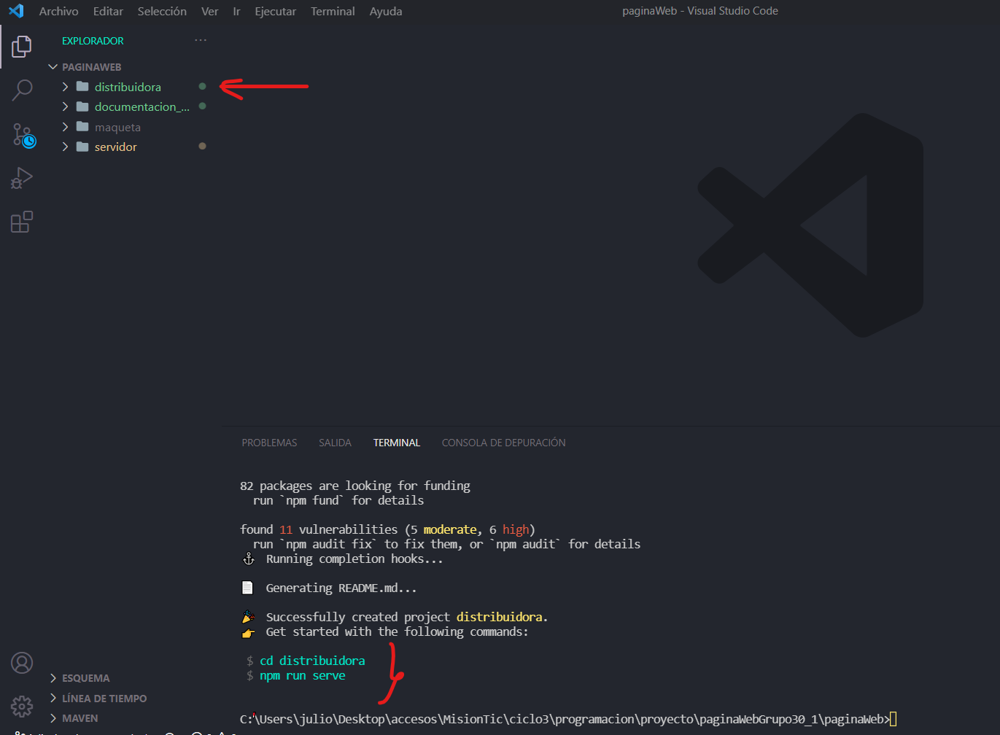 Archivo Editar Selección Ver Ir Ejecutar Terminal Ayuda
paginaWeb - Visual Studio Code
EXPLORADOR ...
PAGINAWEB
distribuidora
documentacion_...
maqueta
servidor
PROBLEMAS SALIDA TERMINAL CONSOLA DE DEPURACIÓN
82 packages are looking for funding
run `npm fund` for details
found 11 vulnerabilities (5 moderate, 6 high)
run `npm audit fix` to fix them, or `npm audit` for details
⚓ Running completion hooks...
📄 Generating README.md...
🎉 Successfully created project distribuidora.
👉 Get started with the following commands:
$ cd distribuidora
$ npm run serve
C:\Users\julio\Desktop\accesos\MisionTic\ciclo3\programacion\proyecto\paginaWebGrupo30_1\paginaWeb>
ESQUEMA
LÍNEA DE TIEMPO
MAVEN